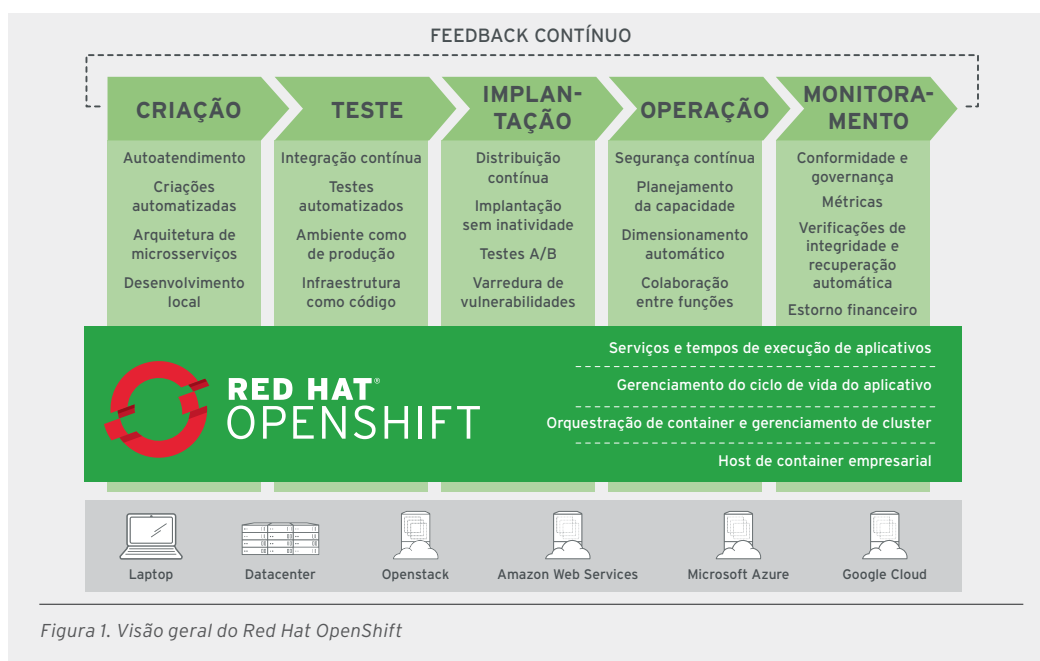 FEEDBACK CONTÍNUO
CRIAÇÃO
Autoatendimento
Criações
automatizadas
Arquitetura de
microsserviços
Desenvolvimento
local
TESTE
Integração contínua
Testes
automatizados
Ambiente como
de produção
Infraestrutura
como código
IMPLAN-
TAÇÃO
Distribuição
contínua
Implantação
sem inatividade
Testes A/B
Varredura de
vulnerabilidades
OPERAÇÃO
Segurança contínua
Planejamento
da capacidade
Dimensionamento
automático
Colaboração
entre funções
MONITORA-
MENTO
Conformidade e
governança
Métricas
Verificações de
integridade e
recuperação
automática
Estorno financeiro
RED HAT®
OPENSHIFT
Serviços e tempos de execução de aplicativos
Gerenciamento do ciclo de vida do aplicativo
Orquestração de container e gerenciamento de cluster
Host de container empresarial
Laptop
Datacenter
Openstack
Amazon Web Services
Microsoft Azure
Google Cloud
Figura 1. Visão geral do Red Hat OpenShift